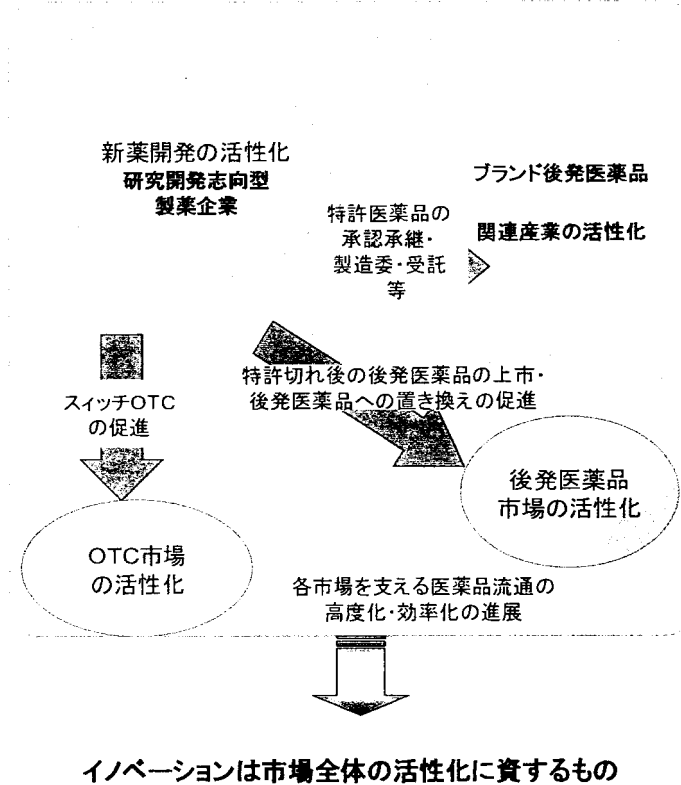 新薬開発の活性化
研究開発志向型
製薬企業
ブランド後発医薬品
関連産業の活性化
特許医薬品の
承認承継・
製造委・受託
等
特許切れ後の後発医薬品の上市・
後発医薬品への置き換えの促進
スィッチOTC
の促進
後発医薬品
市場の活性化
OTC市場
の活性化
各市場を支える医薬品流通の
高度化・効率化の進展
イノベーションは市場全体の活性化に資するもの